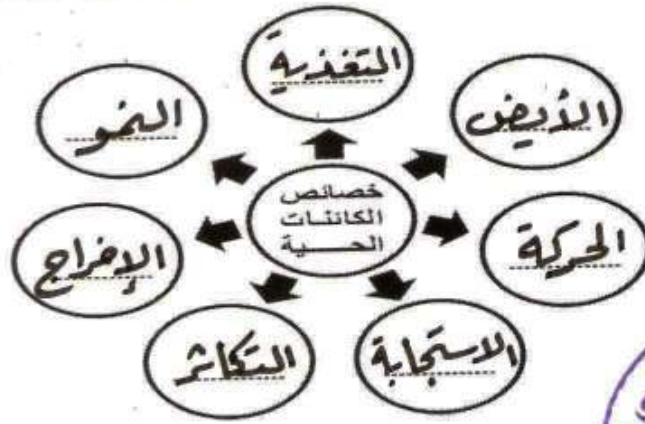 التغذية
الأيض
النمو
خصائص
الكائنات
الحية
الحركة
الإخراج
الاستجابة
التكاثر